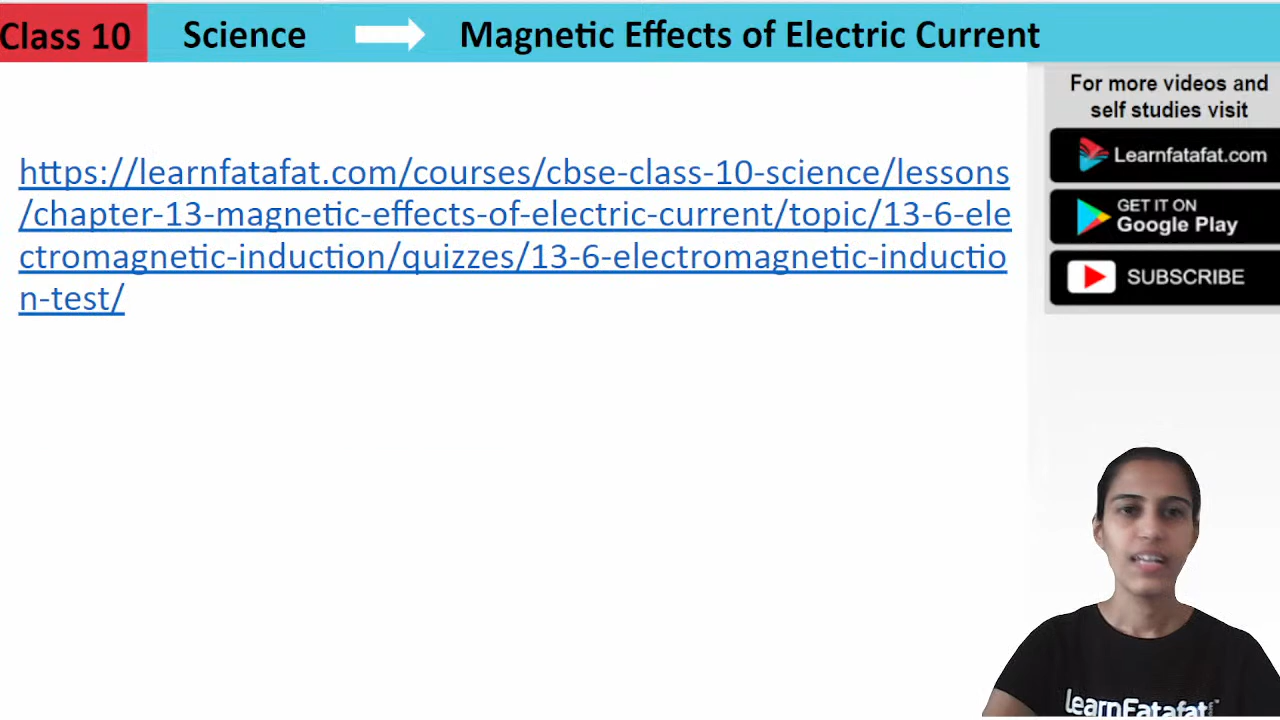 Class 10 Science Magnetic Effects of Electric Current
For more videos and
self studies visit
Learnfatafat.com
GET IT ON
Google Play
SUBSCRIBE
https://learnfatafat.com/courses/cbse-class-10-science/lessons
/chapter-13-magnetic-effects-of-electric-current/topic/13-6-ele
ctromagnetic-induction/quizzes/13-6-electromagnetic-inductio
n-test/
LearnFatafat